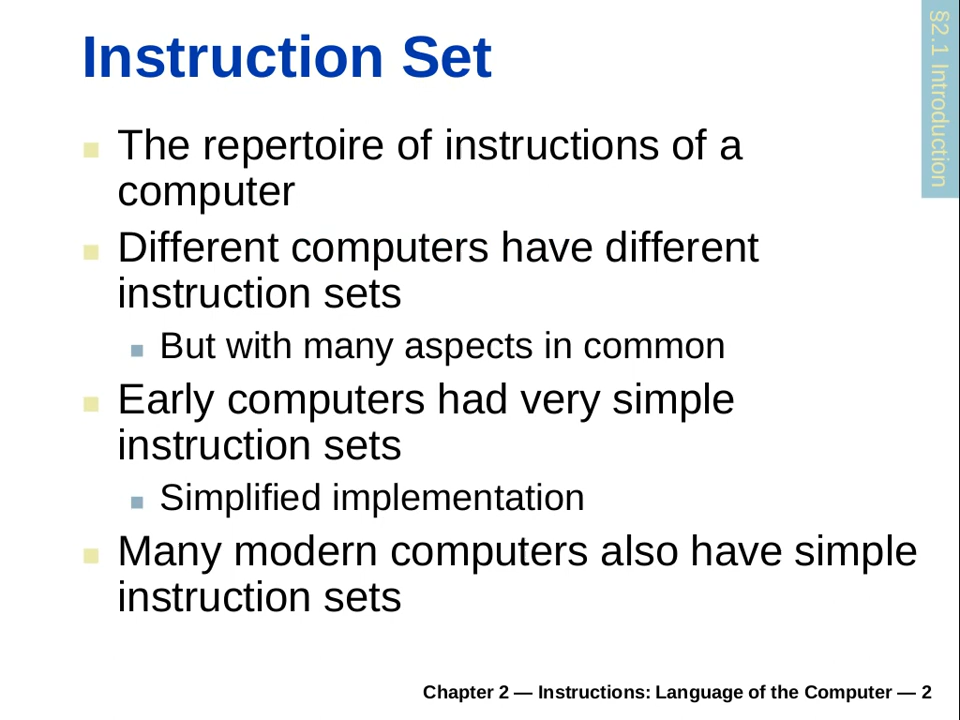 Instruction Set
§2.1 Introduction
The repertoire of instructions of a
computer
Different computers have different
instruction sets
But with many aspects in common
Early computers had very simple
instruction sets
Simplified implementation
Many modern computers also have simple
instruction sets
Chapter 2 — Instructions: Language of the Computer — 2